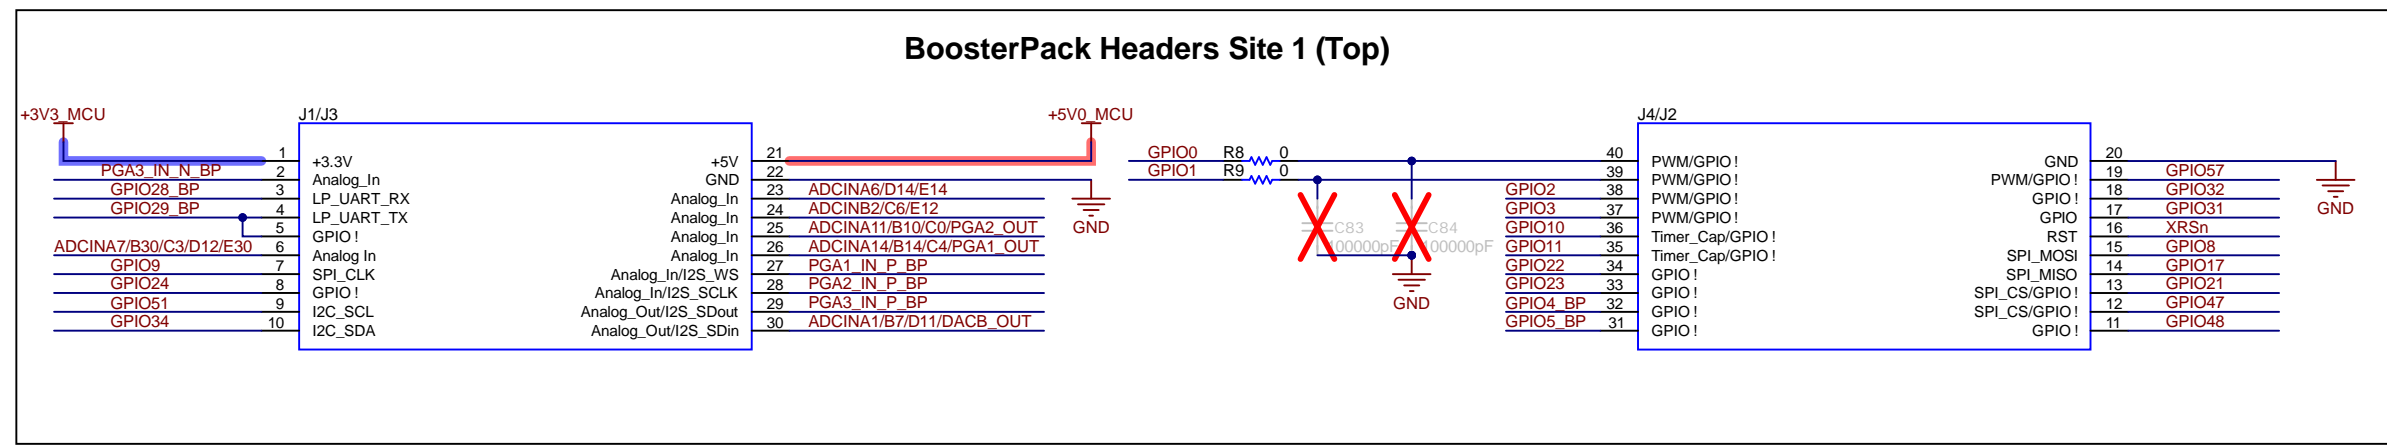 BoosterPack Headers Site 1 (Top)
+3V3_MCU
J1/J3
+5V0_MCU
J4/J2
1 +3.3V
PGA3_IN_N_BP 2 Analog_In
GPIO28_BP 3 LP_UART_RX
GPIO29_BP 4 LP_UART_TX
5 GPIO !
ADCINA7/B30/C3/D12/E30 6 Analog In
GPIO9 7 SPI_CLK
GPIO24 8 GPIO !
GPIO51 9 I2C_SCL
GPIO34 10 I2C_SDA
+5V 21
GND 22
Analog_In 23 ADCINA6/D14/E14
Analog_In 24 ADCINB2/C6/E12
Analog_In 25 ADCINA11/B10/C0/PGA2_OUT
Analog_In 26 ADCINA14/B14/C4/PGA1_OUT
Analog_In/I2S_WS 27 PGA1_IN_P_BP
Analog_In/I2S_SCLK 28 PGA2_IN_P_BP
Analog_Out/I2S_SDout 29 PGA3_IN_P_BP
Analog_Out/I2S_SDin 30 ADCINA1/B7/D11/DACB_OUT
GND
GPIO0 R8 0
GPIO1 R9 0
C83
100000pF
C84
100000pF
GND
40 PWM/GPIO !
39 PWM/GPIO !
GPIO2 38 PWM/GPIO !
GPIO3 37 PWM/GPIO !
GPIO10 36 Timer_Cap/GPIO !
GPIO11 35 Timer_Cap/GPIO !
GPIO22 34 GPIO !
GPIO23 33 GPIO !
GPIO4_BP 32 GPIO !
GPIO5_BP 31 GPIO !
GND 20
PWM/GPIO ! 19 GPIO57
GPIO ! 18 GPIO32
GPIO 17 GPIO31
RST 16 XRSn
SPI_MOSI 15 GPIO8
SPI_MISO 14 GPIO17
SPI_CS/GPIO ! 13 GPIO21
SPI_CS/GPIO ! 12 GPIO47
GPIO ! 11 GPIO48
GND